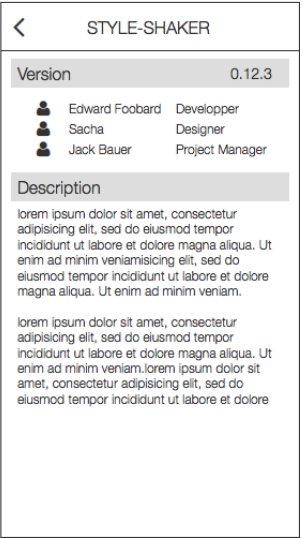 STYLE-SHAKER
Version 0.12.3
Edward Foobard Developper
Sacha Designer
Jack Bauer Project Manager
Description
lorem ipsum dolor sit amet, consectetur
adipisicing elit, sed do eiusmod tempor
incididunt ut labore et dolore magna aliqua. Ut
enim ad minim veniamisicing elit, sed do
eiusmod tempor incididunt ut labore et dolore
magna aliqua. Ut enim ad minim veniam.
lorem ipsum dolor sit amet, consectetur
adipisicing elit, sed do eiusmod tempor
incididunt ut labore et dolore magna aliqua. Ut
enim ad minim veniam.lorem ipsum dolor sit
amet, consectetur adipisicing elit, sed do
eiusmod tempor incididunt ut labore et dolore